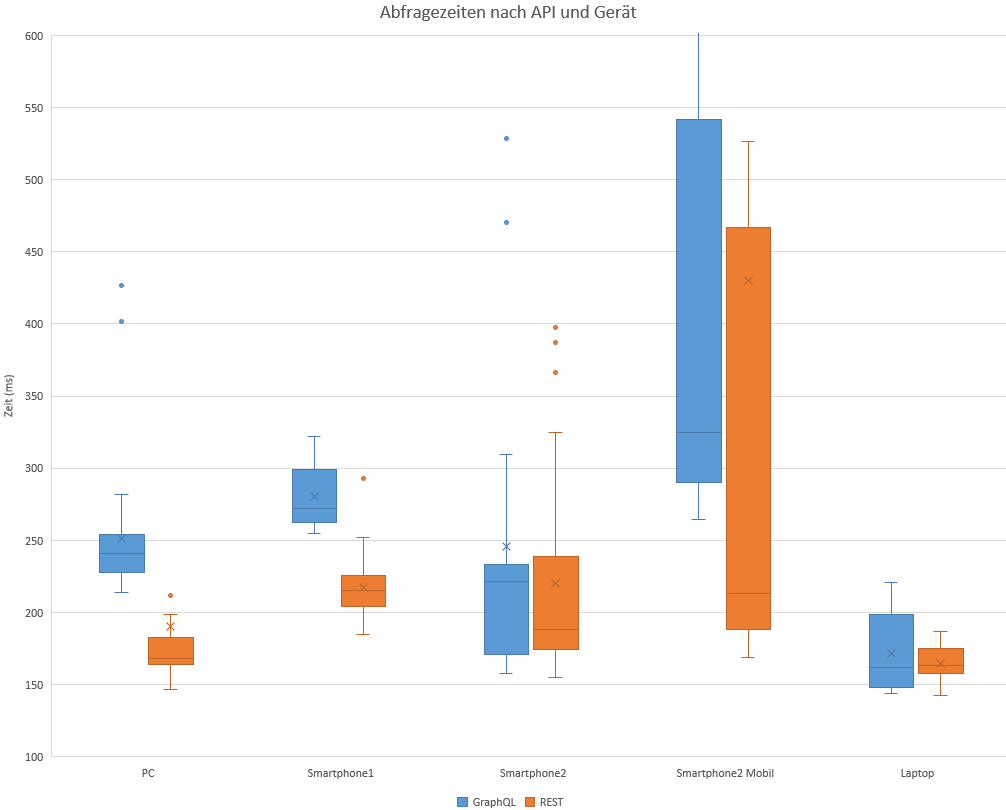 Abfragezeiten nach API und Gerät
600
550
500
450
400
350
300
250
200
150
100
Zeit (ms)
PC Smartphone1 Smartphone2 Smartphone2 Mobil Laptop
GraphQL REST